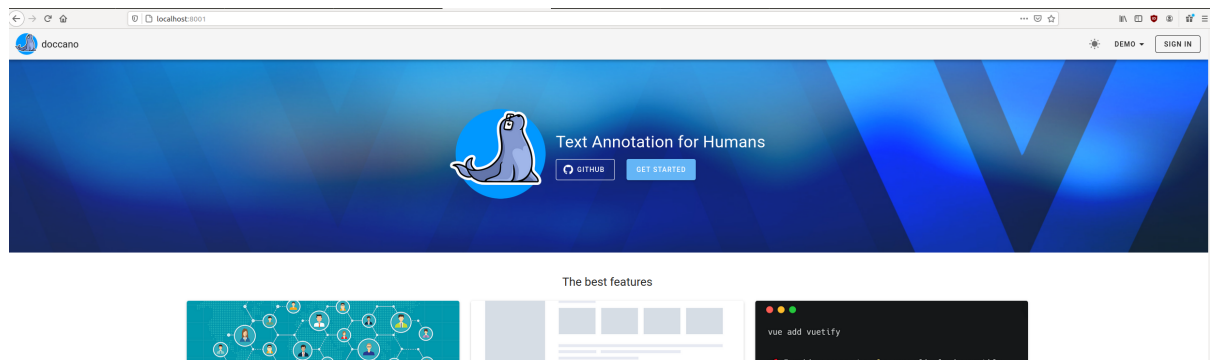 localhost:8001
doccano
DEMO
SIGN IN
Text Annotation for Humans
GITHUB
GET STARTED
The best features
vue add vuetify